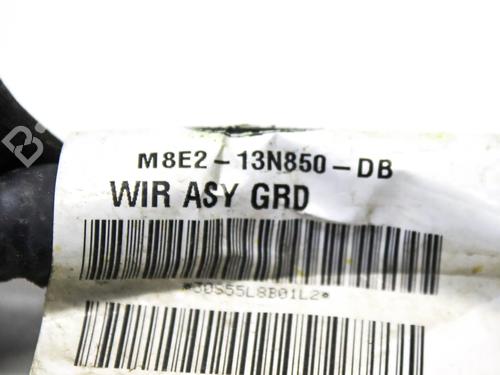 M8E2-13N850-DB
WIR ASY GRD
*3DS55L8B01L2*